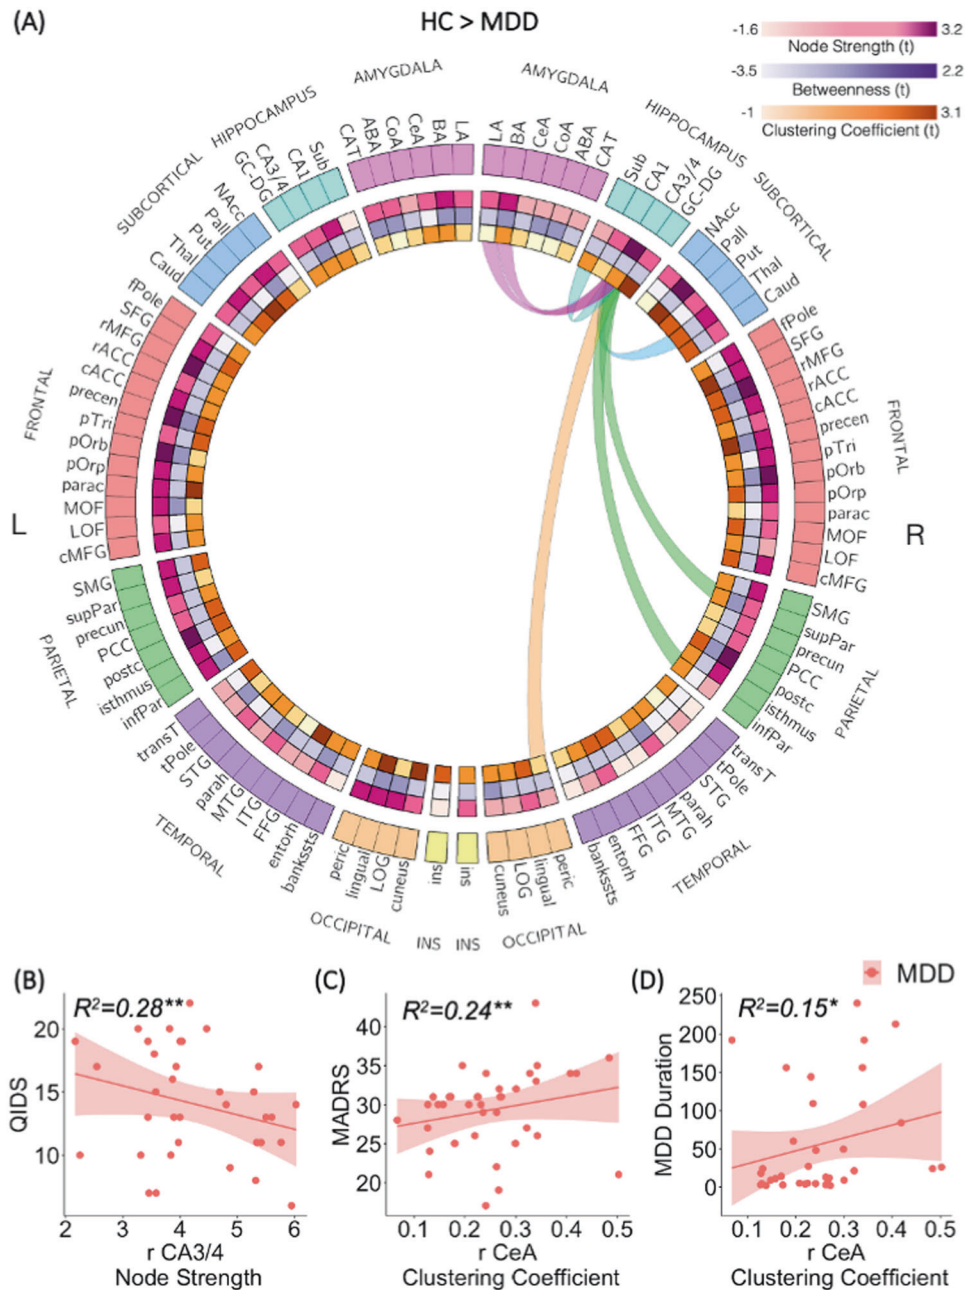 (A)
HC > MDD
-1.6 3.2
Node Strength (t)
-3.5 2.2
Betweenness (t)
-1 3.1
Clustering Coefficient (t)
L
R
AMYGDALA
LA
BA
CeA
CoA
ABA
CAT
HIPPOCAMPUS
Sub
CA1
CA3/4
GC-DG
SUBCORTICAL
NAcc
Pall
Put
Thal
Caud
FRONTAL
fPole
SFG
rMFG
rACC
cACC
precen
pTri
pOrb
pOrp
parac
MOF
LOF
cMFG
PARIETAL
SMG
supPar
precun
PCC
postc
isthmus
infPar
TEMPORAL
transT
tPole
STG
parah
MTG
ITG
FFG
entorh
bankssts
OCCIPITAL
peric
lingual
LOG
cuneus
INS
ins
AMYGDALA
LA
BA
CeA
CoA
ABA
CAT
HIPPOCAMPUS
Sub
CA1
CA3/4
GC-DG
SUBCORTICAL
NAcc
Pall
Put
Thal
Caud
FRONTAL
fPole
SFG
rMFG
rACC
cACC
precen
pTri
pOrb
pOrp
parac
MOF
LOF
cMFG
PARIETAL
SMG
supPar
precun
PCC
postc
isthmus
infPar
TEMPORAL
transT
tPole
STG
parah
MTG
ITG
FFG
entorh
bankssts
OCCIPITAL
peric
lingual
LOG
cuneus
INS
ins
(B)
R²=0.28**
QIDS
20
15
10
2 3 4 5 6
r CA3/4
Node Strength
(C)
R²=0.24**
MADRS
40
35
30
25
20
0.1 0.2 0.3 0.4 0.5
r CeA
Clustering Coefficient
(D)
MDD
R²=0.15*
MDD Duration
250
200
150
100
50
0
0.1 0.2 0.3 0.4 0.5
r CeA
Clustering Coefficient